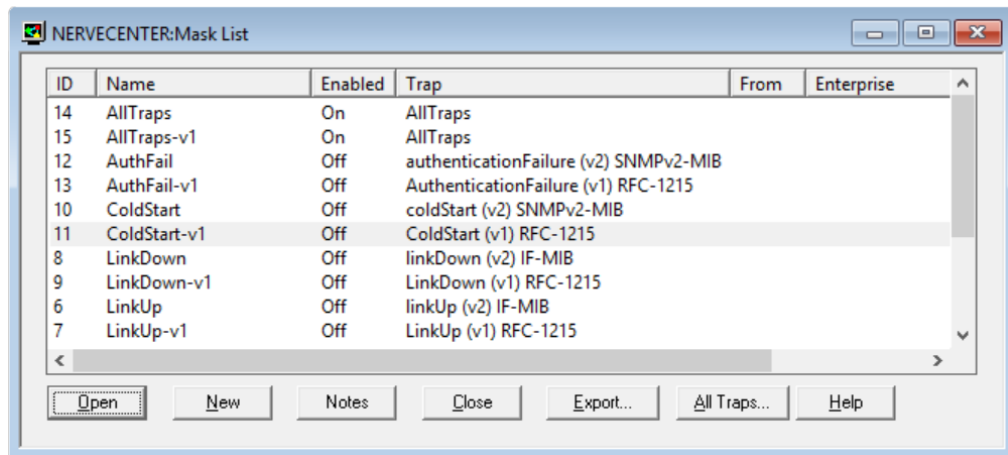 NERVECENTER:Mask List
ID Name Enabled Trap From Enterprise
14 AllTraps On AllTraps
15 AllTraps-v1 On AllTraps
12 AuthFail Off authenticationFailure (v2) SNMPv2-MIB
13 AuthFail-v1 Off AuthenticationFailure (v1) RFC-1215
10 ColdStart Off coldStart (v2) SNMPv2-MIB
11 ColdStart-v1 Off ColdStart (v1) RFC-1215
8 LinkDown Off linkDown (v2) IF-MIB
9 LinkDown-v1 Off LinkDown (v1) RFC-1215
6 LinkUp Off linkUp (v2) IF-MIB
7 LinkUp-v1 Off LinkUp (v1) RFC-1215
Open New Notes Close Export... All Traps... Help